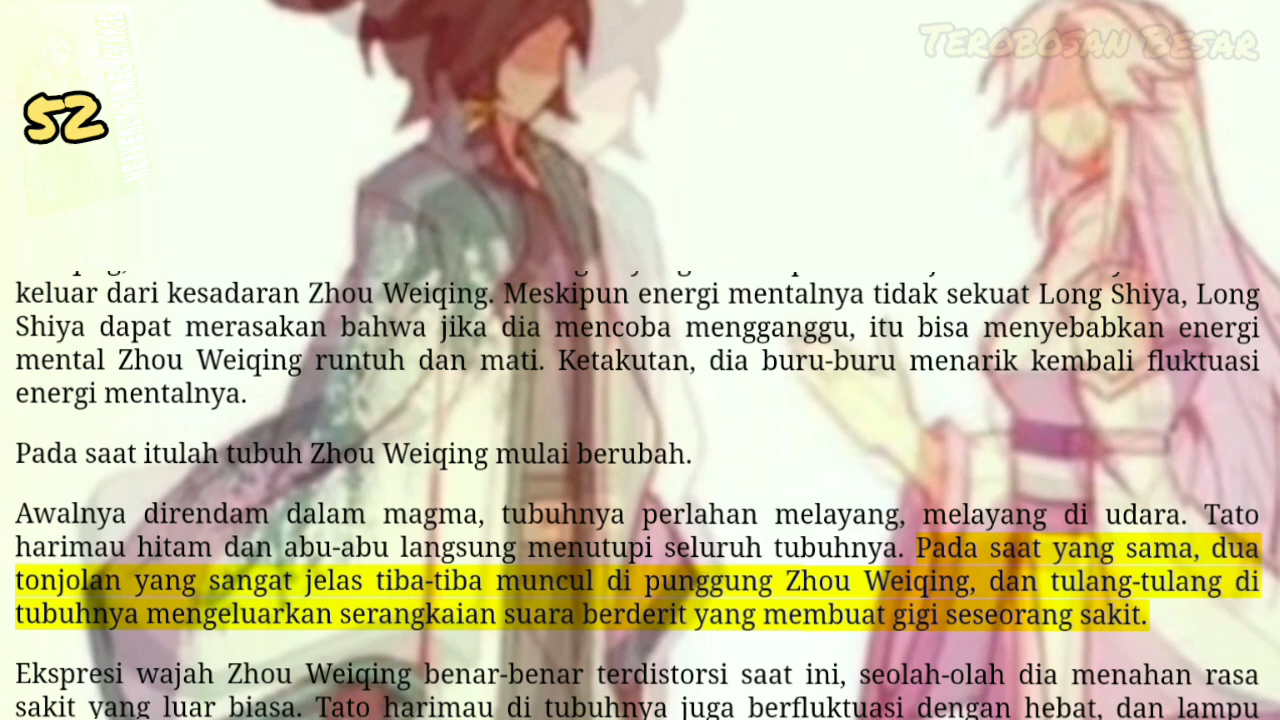 TEROBOSAN BESAR
52
keluar dari kesadaran Zhou Weiqing. Meskipun energi mentalnya tidak sekuat Long Shiya, Long
Shiya dapat merasakan bahwa jika dia mencoba mengganggu, itu bisa menyebabkan energi
mental Zhou Weiqing runtuh dan mati. Ketakutan, dia buru-buru menarik kembali fluktuasi
energi mentalnya.
Pada saat itulah tubuh Zhou Weiqing mulai berubah.
Awalnya direndam dalam magma, tubuhnya perlahan melayang, melayang di udara. Tato
harimau hitam dan abu-abu langsung menutupi seluruh tubuhnya. Pada saat yang sama, dua
tonjolan yang sangat jelas tiba-tiba muncul di punggung Zhou Weiqing, dan tulang-tulang di
tubuhnya mengeluarkan serangkaian suara berderit yang membuat gigi seseorang sakit.
Ekspresi wajah Zhou Weiqing benar-benar terdistorsi saat ini, seolah-olah dia menahan rasa
sakit yang luar biasa. Tato harimau di tubuhnya juga berfluktuasi dengan hebat, dan lampu